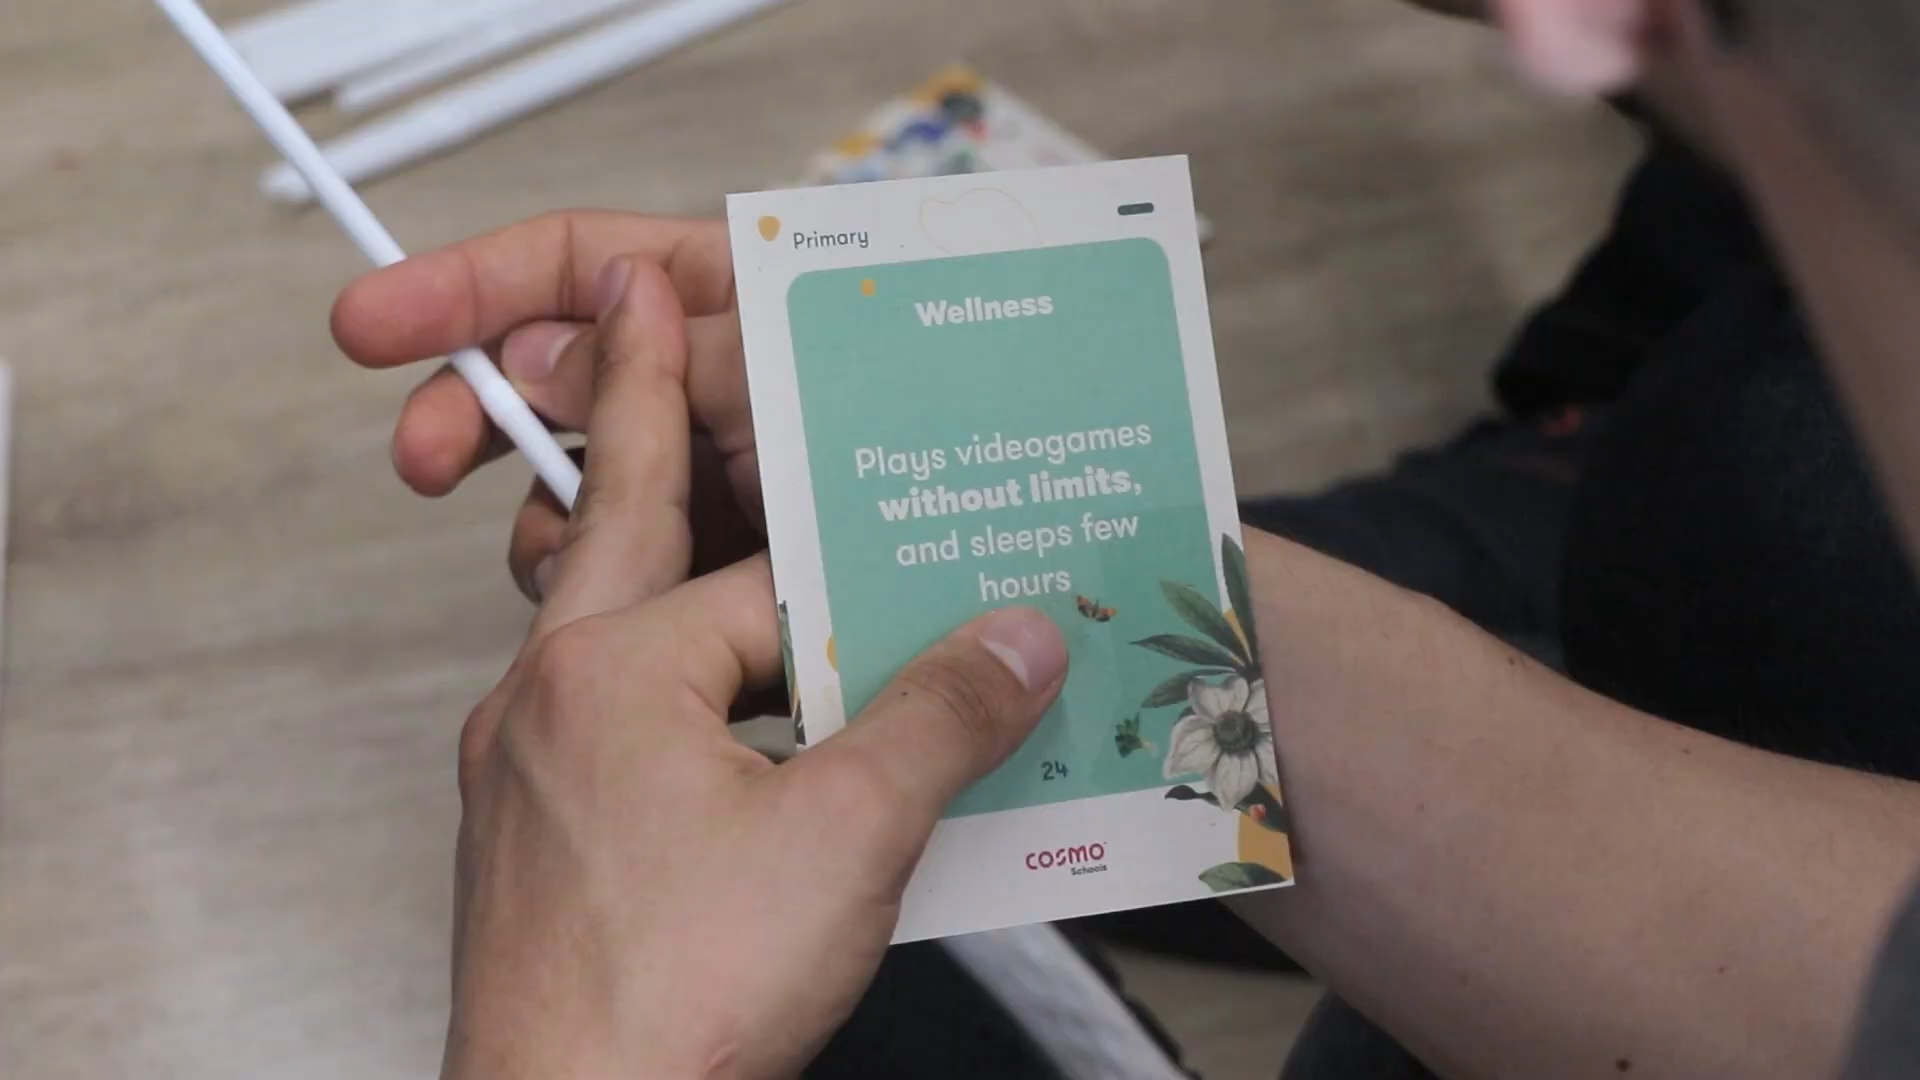 Primary
Wellness
Plays videogames
without limits,
and sleeps few
hours
24
COSMO
Schools